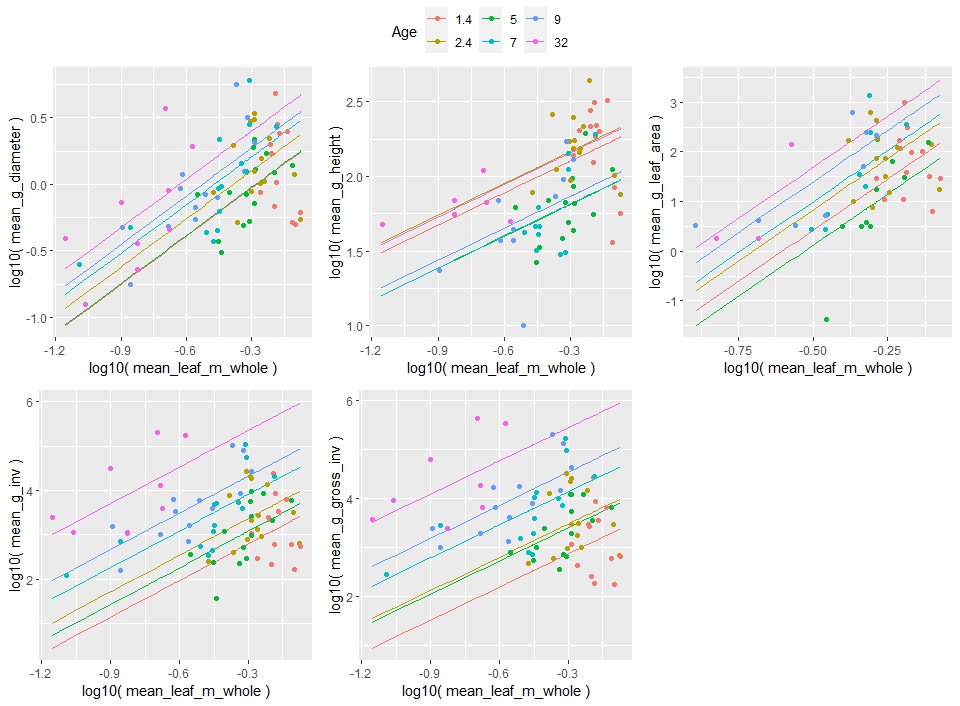 Age 1.4 5 9
2.4 7 32
log10( mean_g_diameter )
0.5
0.0
-0.5
-1.0
-1.2 -0.9 -0.6 -0.3
log10( mean_leaf_m_whole )
log10( mean_g_height )
2.5
2.0
1.5
1.0
-1.2 -0.9 -0.6 -0.3
log10( mean_leaf_m_whole )
log10( mean_g_leaf_area )
3
2
1
0
-1
-0.75 -0.50 -0.25
log10( mean_leaf_m_whole )
log10( mean_g_inv )
6
4
2
-1.2 -0.9 -0.6 -0.3
log10( mean_leaf_m_whole )
log10( mean_g_gross_inv )
6
4
2
-1.2 -0.9 -0.6 -0.3
log10( mean_leaf_m_whole )